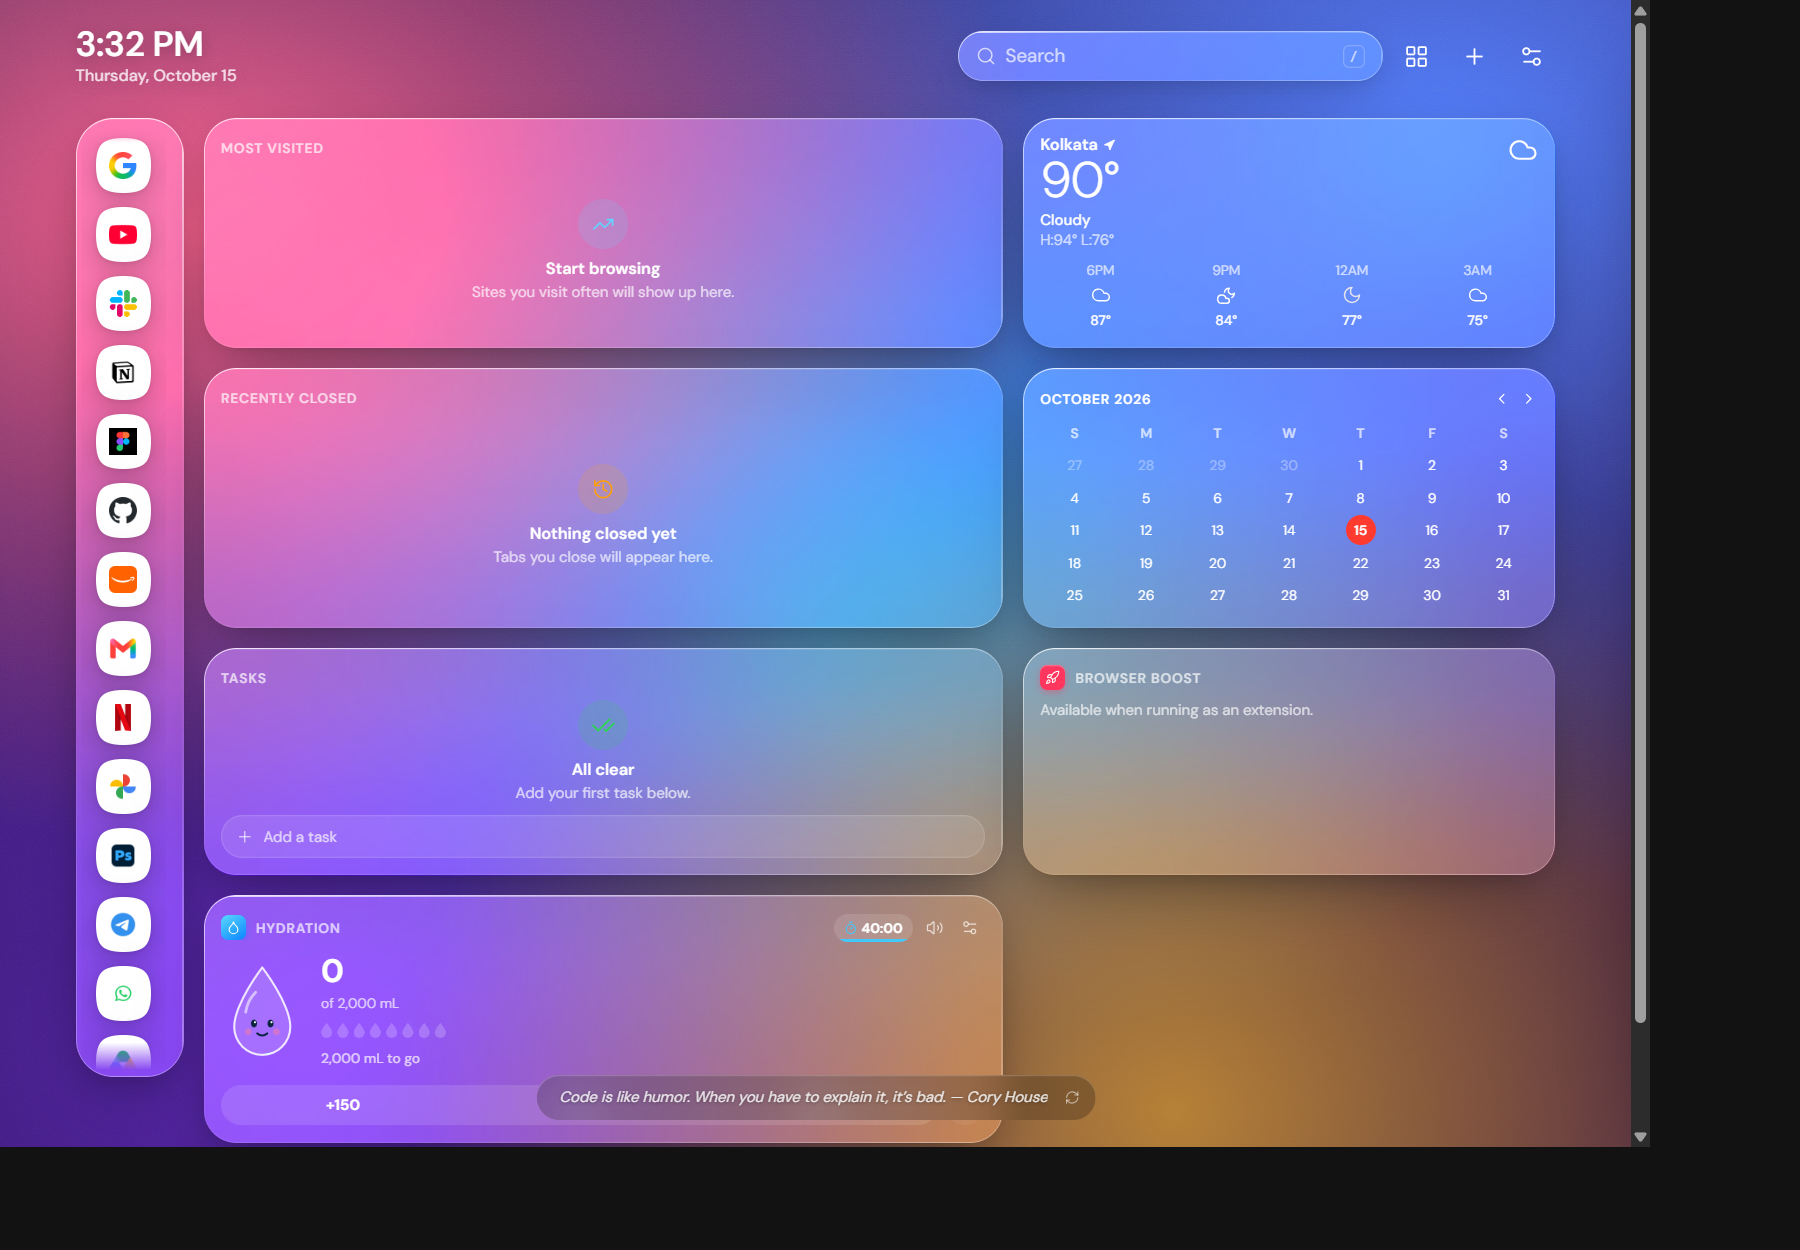 3:32 PM
Thursday, October 15
Search
/
MOST VISITED
Start browsing
Sites you visit often will show up here.
Kolkata
90°
Cloudy
H:94° L:76°
6PM 9PM 12AM 3AM
87° 84° 77° 75°
RECENTLY CLOSED
Nothing closed yet
Tabs you close will appear here.
OCTOBER 2026
S M T W T F S
27 28 29 30 1 2 3
4 5 6 7 8 9 10
11 12 13 14 15 16 17
18 19 20 21 22 23 24
25 26 27 28 29 30 31
TASKS
All clear
Add your first task below.
Add a task
BROWSER BOOST
Available when running as an extension.
HYDRATION
40:00
0
of 2,000 mL
2,000 mL to go
+150
Code is like humor. When you have to explain it, it's bad. — Cory House
N
N
Ps